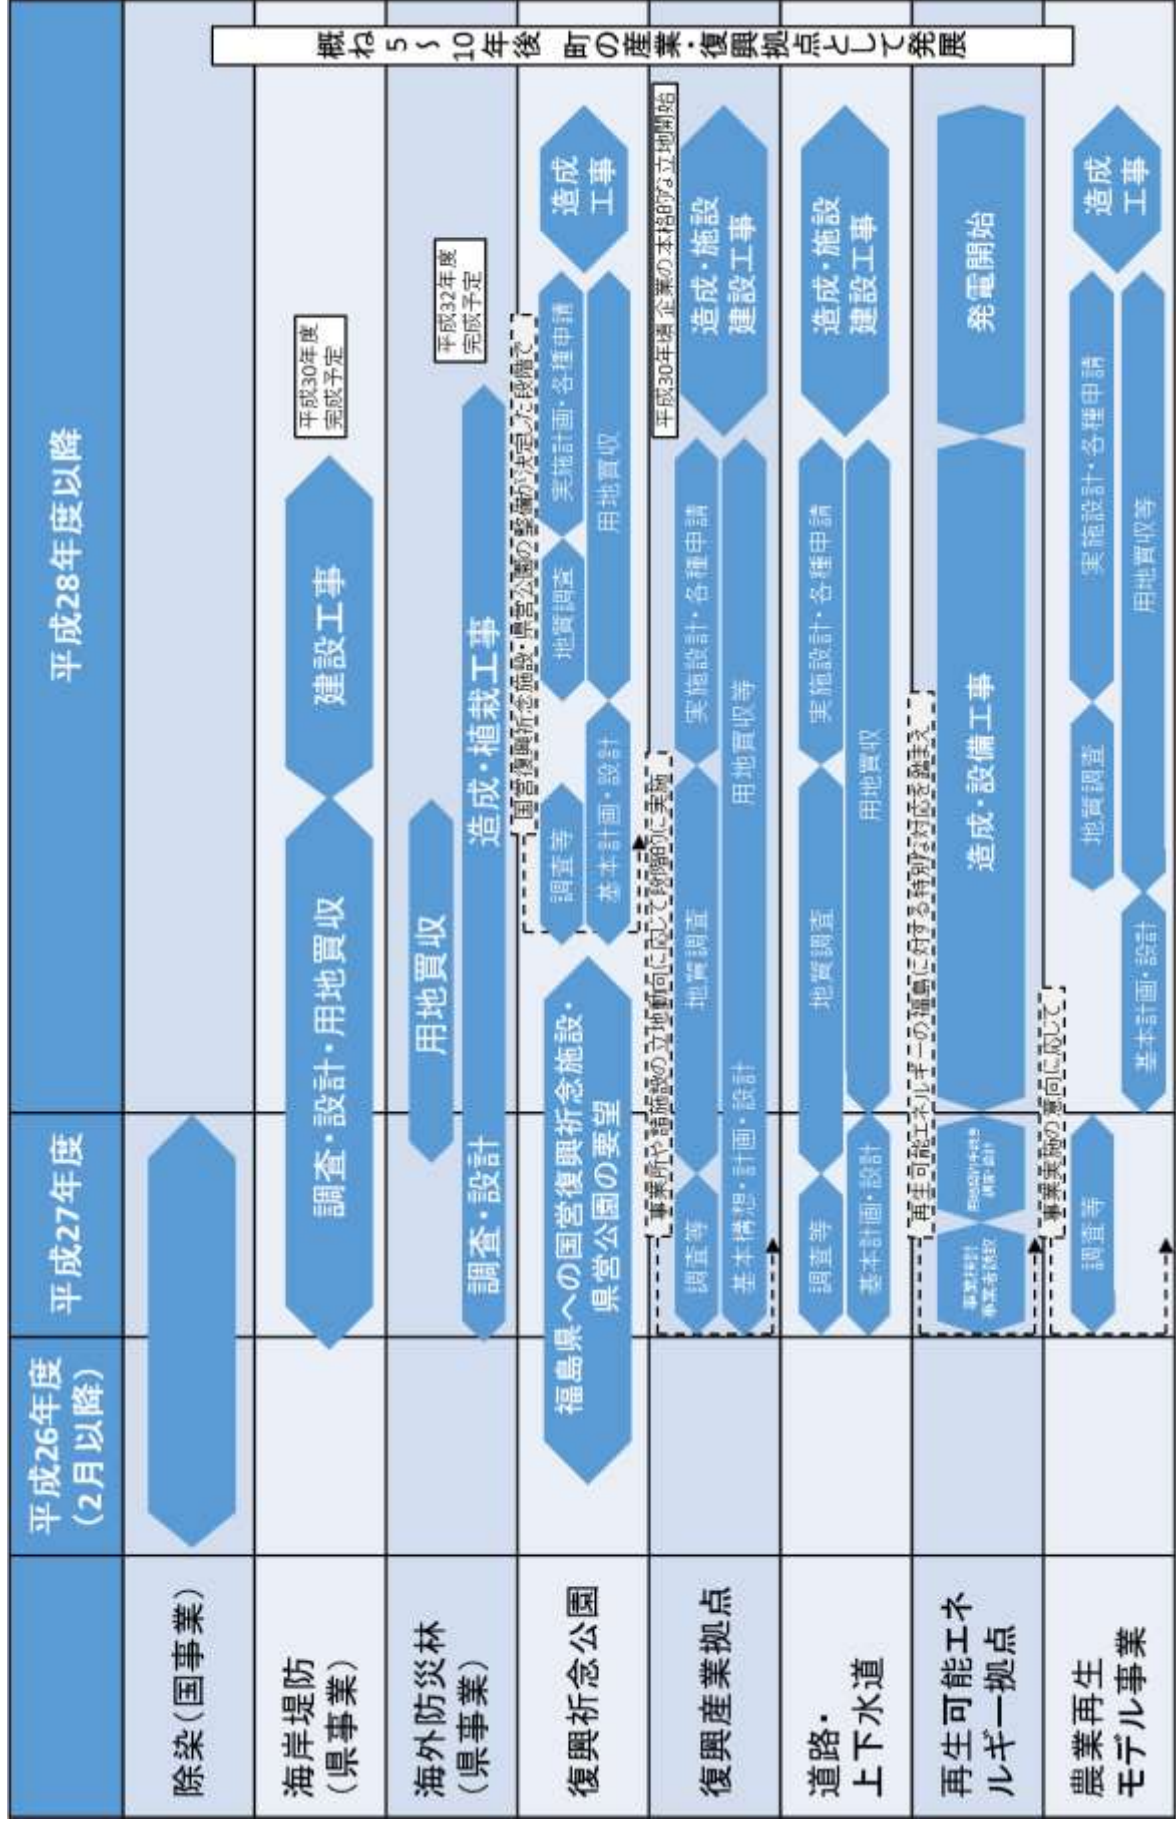 平成26年度
(2月以降)
平成27年度
平成28年度以降
除染(国事業)
海岸堤防
(県事業)
調査・設計・用地買収
建設工事
平成30年度
完成予定
海外防災林
(県事業)
用地買収
調査・設計
造成・植栽工事
平成32年度
完成予定
復興祈念公園
福島県への国営復興祈念施設・
県営公園の要望
国営復興祈念施設・県営公園の整備が決定した段階で
調査等
地質調査
実施計画・各種申請
基本計画・設計
用地買収
造成
工事
復興産業拠点
事業所や諸施設の立地動向に応じて段階的に実施
調査等
地質調査
実施設計・各種申請
基本構想・計画・設計
用地買収等
平成30年頃 企業の本格的な立地開始
造成・施設
建設工事
道路・
上下水道
調査等
地質調査
実施設計・各種申請
基本計画・設計
用地買収
造成・施設
建設工事
再生可能エネ
ルギー拠点
再生可能エネルギーの福島に対する特別な対応を踏まえ
事業検討
事業者誘致
調査・設計
造成・設備工事
発電開始
農業再生
モデル事業
事業実施の意向に応じて
調査等
地質調査
実施設計・各種申請
基本計画・設計
用地買収等
造成
工事
概ね5～10年後 町の産業・復興拠点として発展